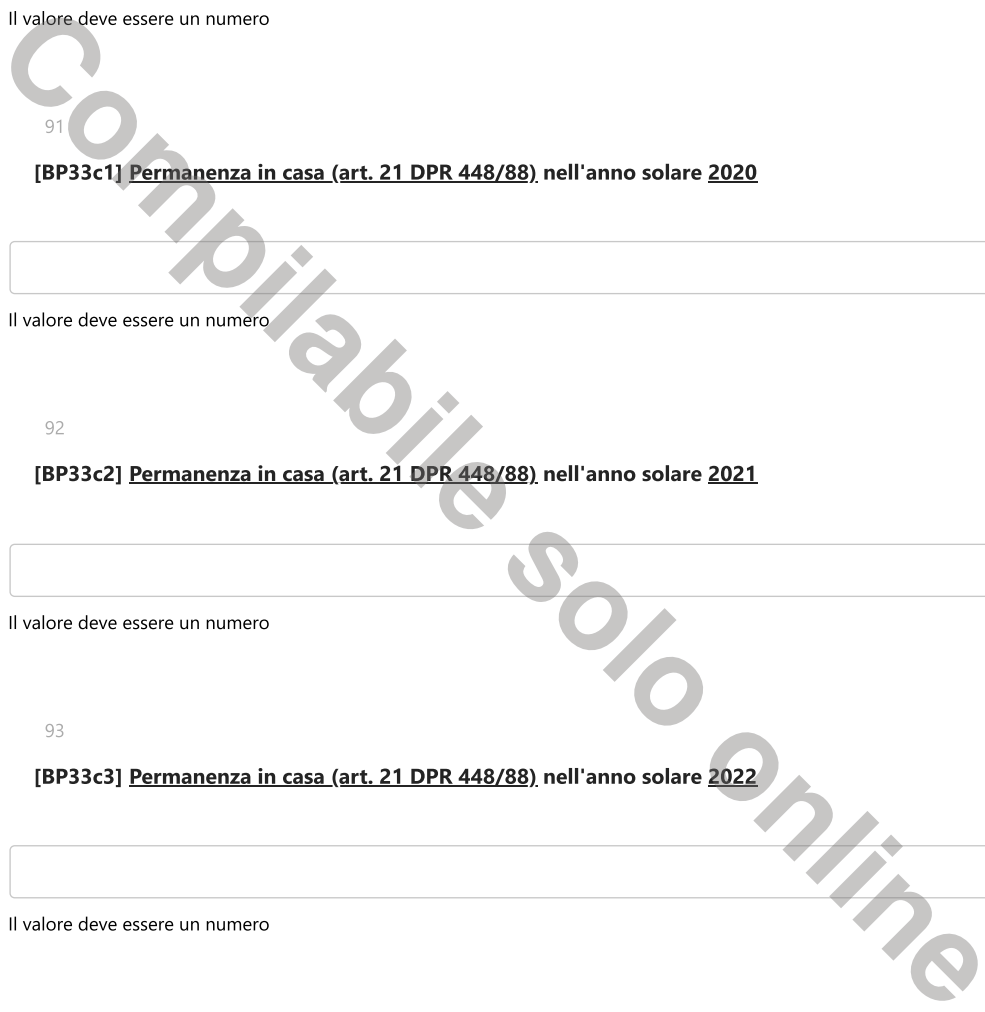 Il valore deve essere un numero
91
[BP33c1] Permanenza in casa (art. 21 DPR 448/88) nell'anno solare 2020
Il valore deve essere un numero
92
[BP33c2] Permanenza in casa (art. 21 DPR 448/88) nell'anno solare 2021
Il valore deve essere un numero
93
[BP33c3] Permanenza in casa (art. 21 DPR 448/88) nell'anno solare 2022
Il valore deve essere un numero
Compilabile solo online